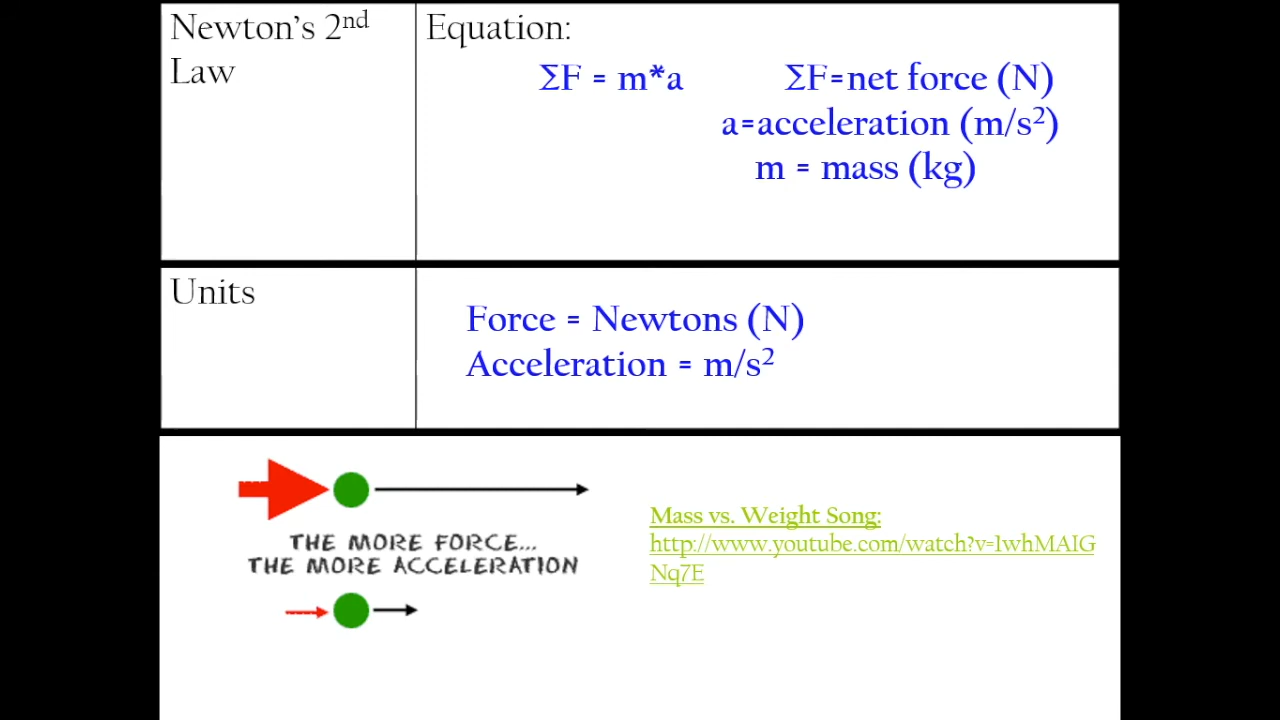 Newton's 2nd
Law
Equation:
ΣF = m*a
ΣF=net force (N)
a=acceleration (m/s²)
m = mass (kg)
Units
Force = Newtons (N)
Acceleration = m/s²
THE MORE FORCE...
THE MORE ACCELERATION
Mass vs. Weight Song:
http://www.youtube.com/watch?v=1whMAIG
Nq7E